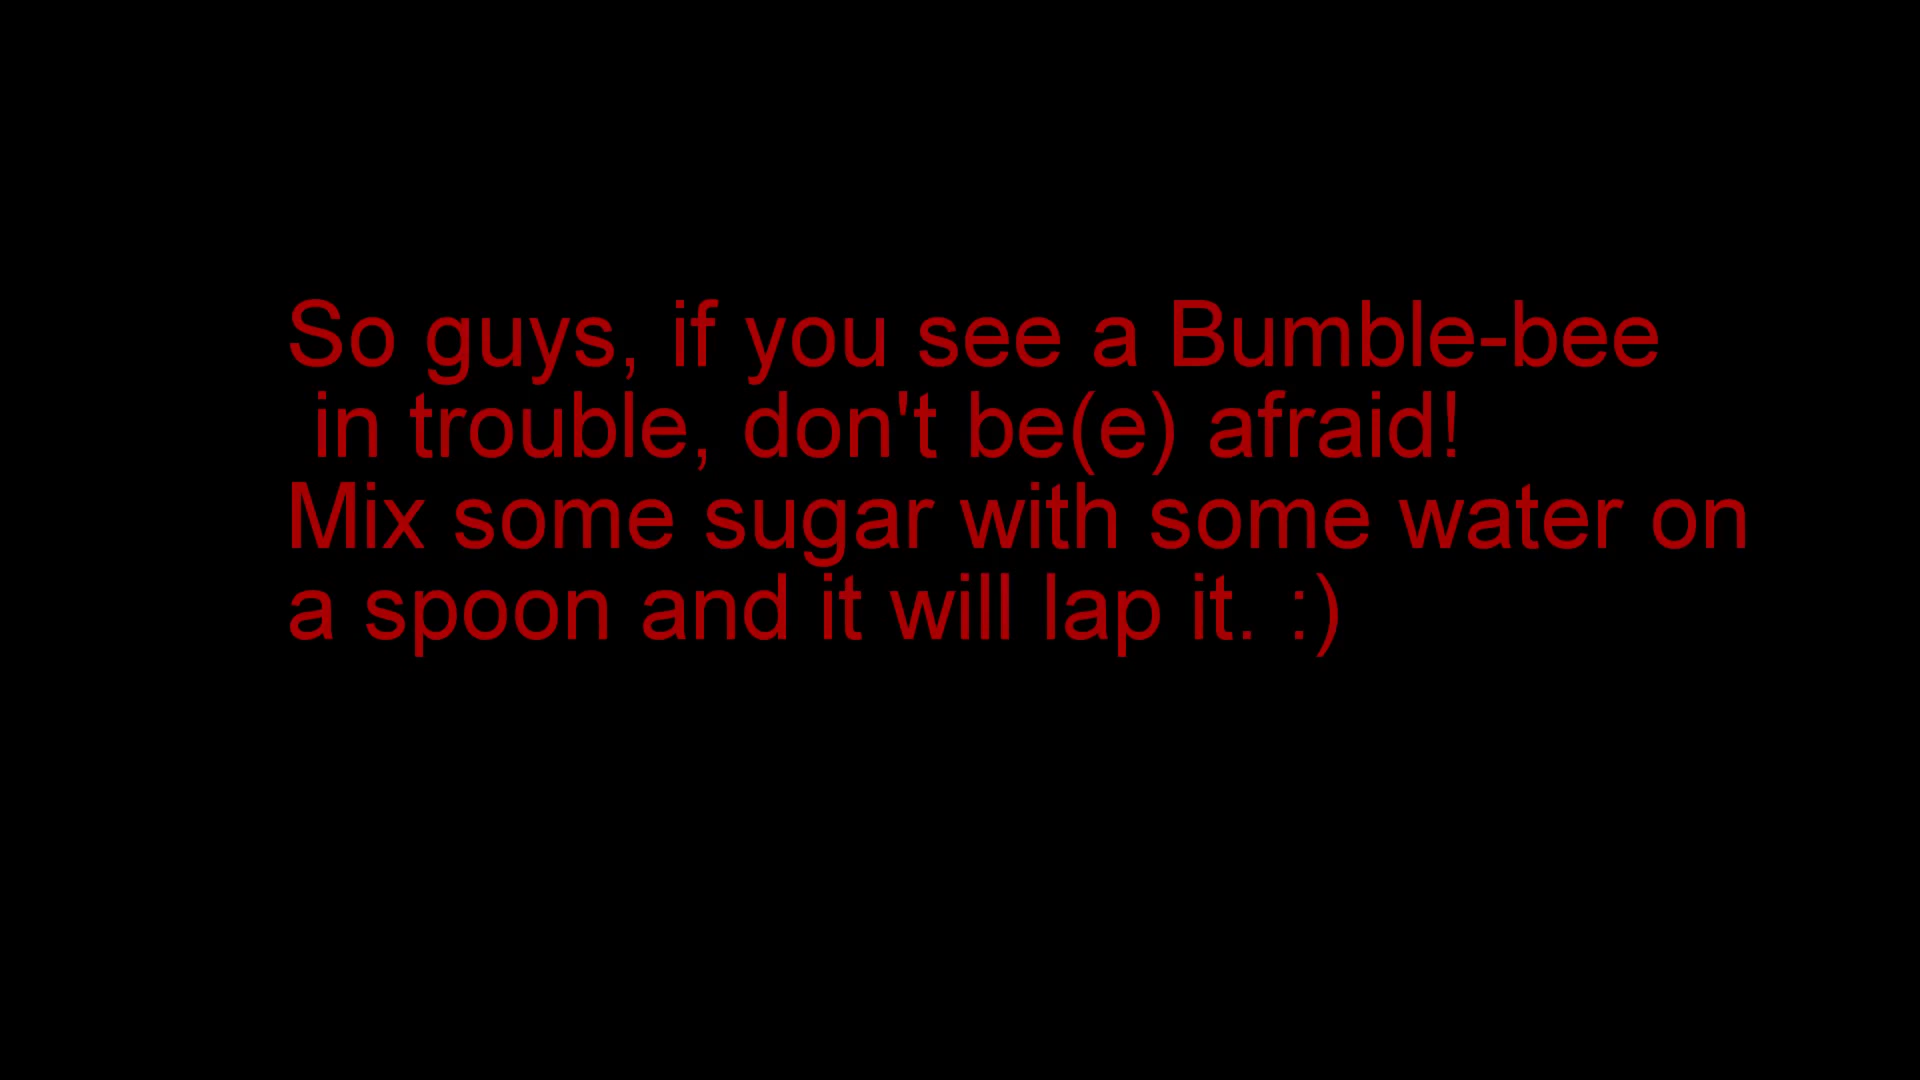 So guys, if you see a Bumble-bee
in trouble, don't be(e) afraid!
Mix some sugar with some water on
a spoon and it will lap it. :)